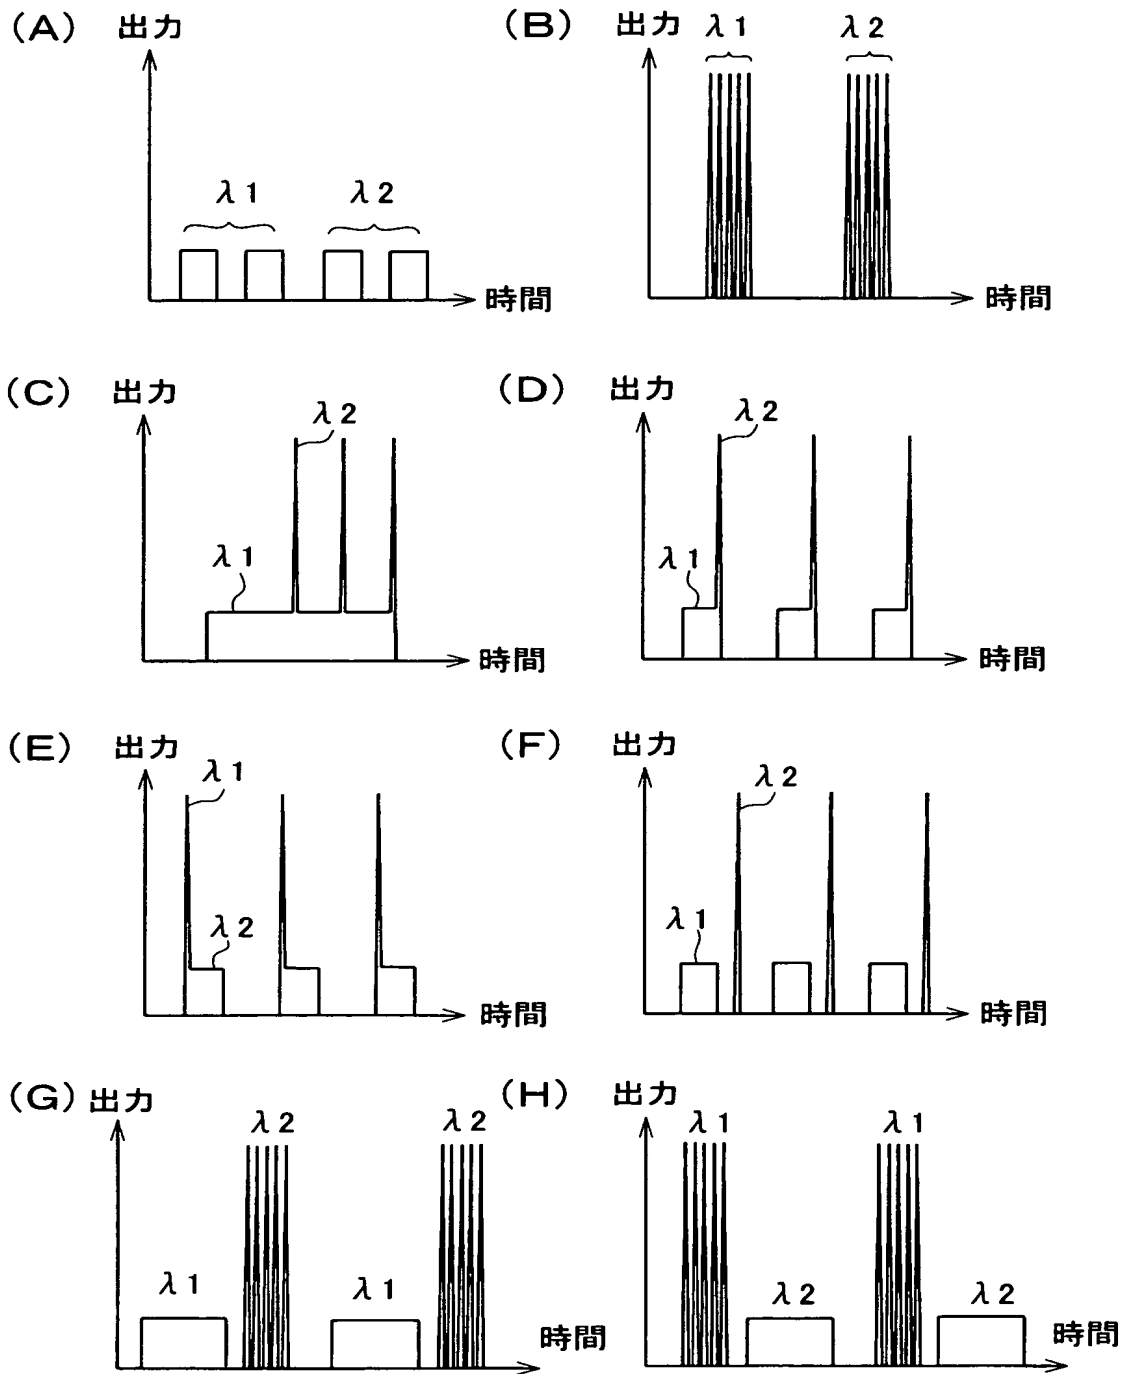 (A) 出力
λ1 λ2
時間
(B) 出力 λ1 λ2
時間
(C) 出力
λ2
λ1
時間
(D) 出力
λ2
λ1
時間
(E) 出力
λ1
λ2
時間
(F) 出力
λ2
λ1
時間
(G) 出力
λ2 λ2
λ1 λ1
時間
(H) 出力
λ1 λ1
λ2 λ2
時間